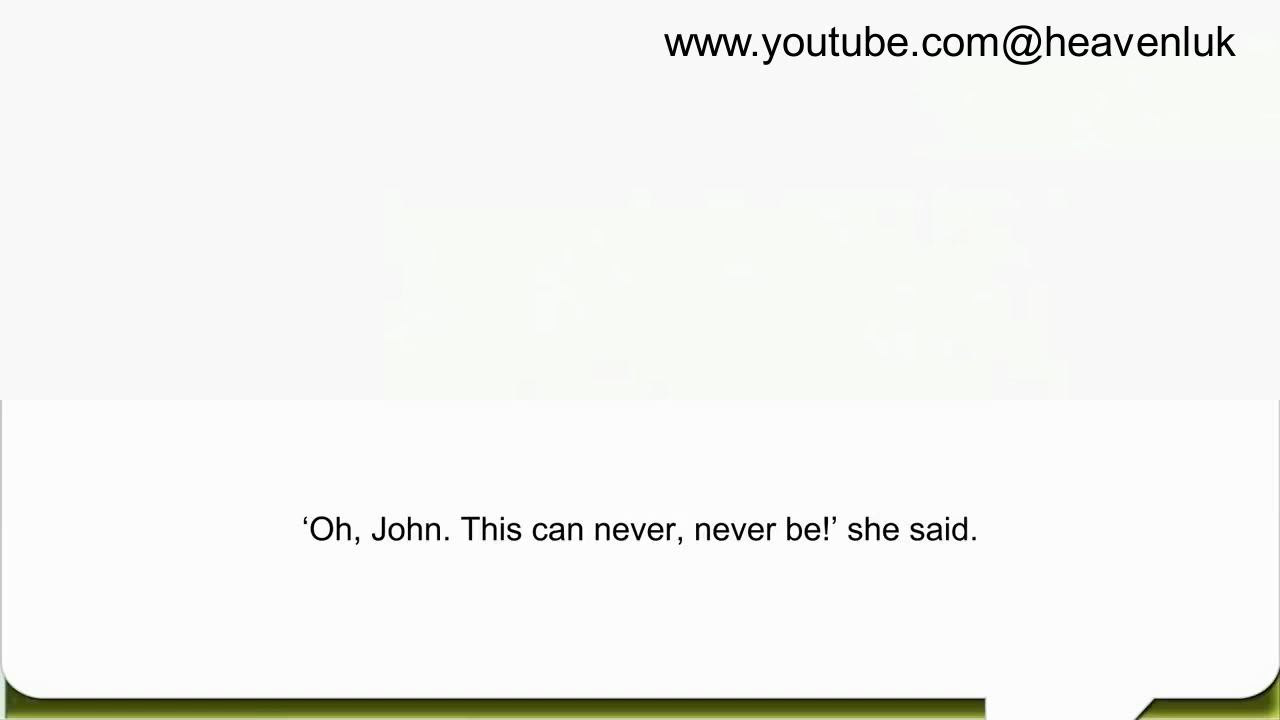 www.youtube.com@heavenluk
‘Oh, John. This can never, never be!’ she said.